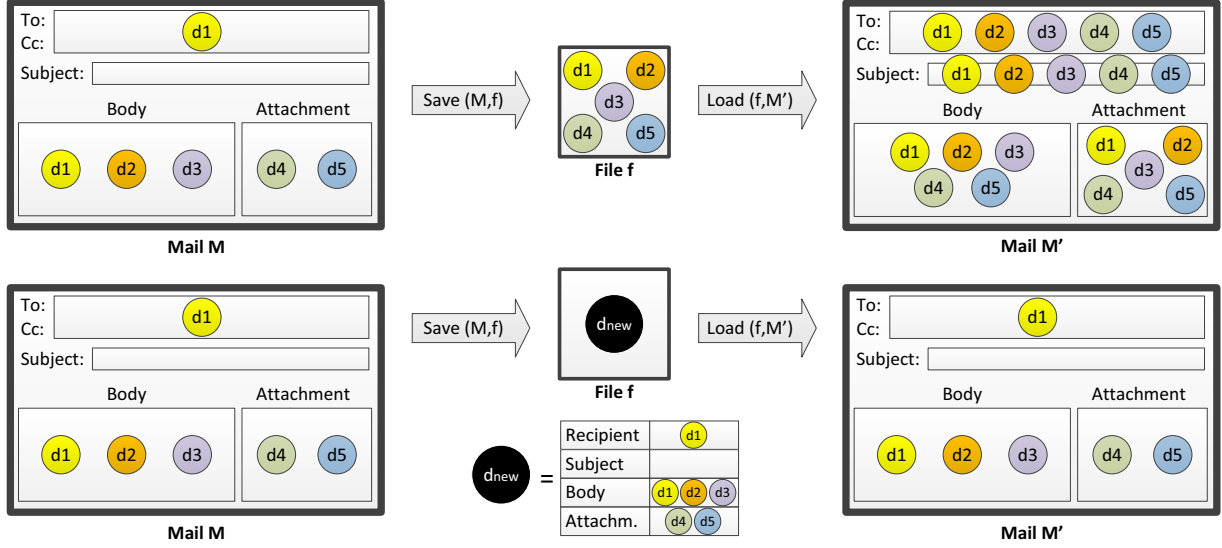 To:
Cc:
d1
Subject:
Body
Attachment
d1 d2 d3
d4 d5
Mail M
Save (M,f)
d1 d2
d3
d4 d5
File f
Load (f,M’)
To:
Cc:
d1 d2 d3 d4 d5
Subject:
d1 d2 d3 d4 d5
Body
Attachment
d1 d2 d3
d4 d5
d1 d2
d3
d4 d5
Mail M’
To:
Cc:
d1
Subject:
Body
Attachment
d1 d2 d3
d4 d5
Mail M
Save (M,f)
dnew
File f
Load (f,M’)
dnew =
Recipient d1
Subject
Body d1 d2 d3
Attachm. d4 d5
To:
Cc:
d1
Subject:
Body
Attachment
d1 d2 d3
d4 d5
Mail M’